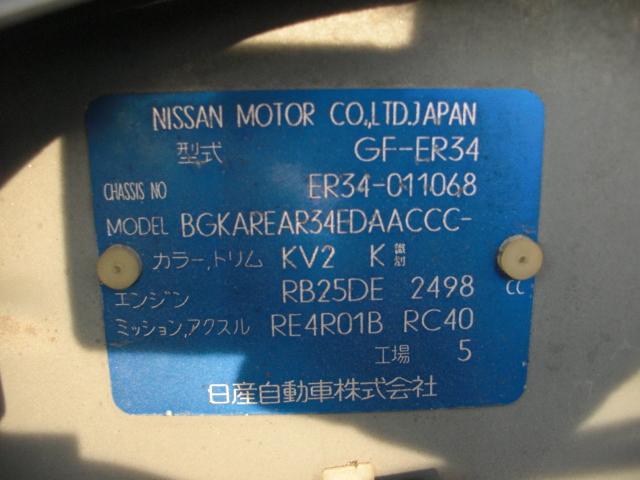 NISSAN MOTOR CO.,LTD.JAPAN
型式 GF-ER34
CHASSIS NO ER34-011068
MODEL BGKAREAR34EDAACCC-
カラー,トリム KV2 K 識別
エンジン RB25DE 2498 CC
ミッション,アクスル RE4R01B RC40
工場 5
日産自動車株式会社